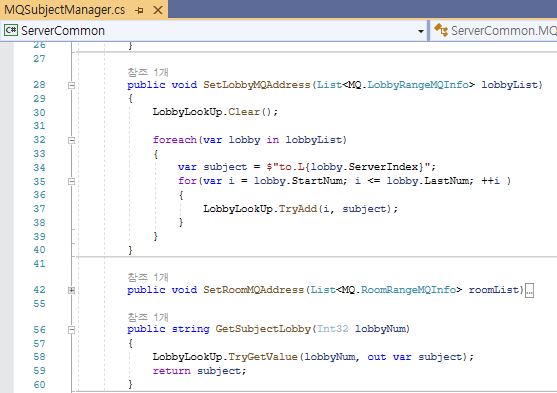 MQSubjectManager.cs
ServerCommon
ServerCommon.MQ
26 }
27
참조 1개
28 public void SetLobbyMQAddress(List<MQ.LobbyRangeMQInfo> lobbyList)
29 {
30 LobbyLookUp.Clear();
31
32 foreach(var lobby in lobbyList)
33 {
34 var subject = $"to.L{lobby.ServerIndex}";
35 for(var i = lobby.StartNum; i <= lobby.LastNum; ++i )
36 {
37 LobbyLookUp.TryAdd(i, subject);
38 }
39 }
40 }
41
참조 1개
42 public void SetRoomMQAddress(List<MQ.RoomRangeMQInfo> roomList)...
55
참조 1개
56 public string GetSubjectLobby(Int32 lobbyNum)
57 {
58 LobbyLookUp.TryGetValue(lobbyNum, out var subject);
59 return subject;
60 }